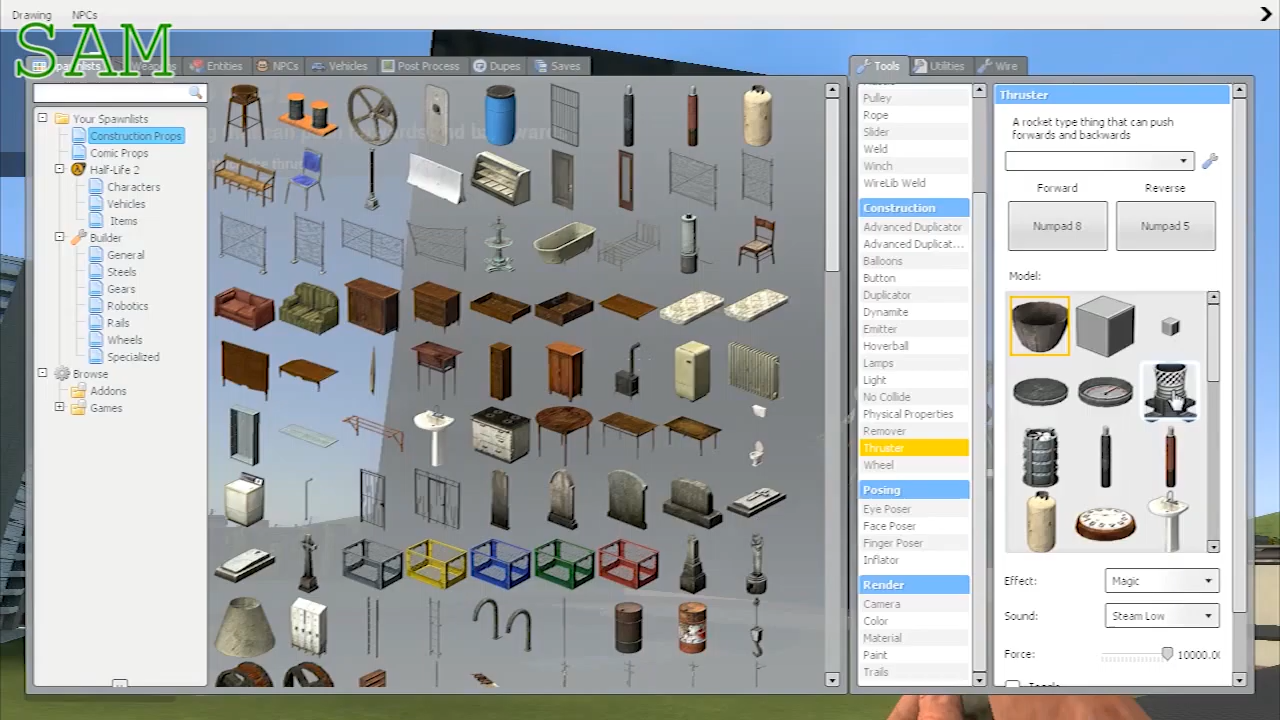 Drawing NPCs
SAM
Spawnlists Weapons Entities NPCs Vehicles Post Process Dupes Saves
Your Spawnlists
Construction Props
Comic Props
Half-Life 2
Characters
Vehicles
Items
Builder
General
Steels
Gears
Robotics
Rails
Wheels
Specialized
Browse
Addons
Games
Tools Utilities Wire
Pulley
Rope
Slider
Weld
Winch
WireLib Weld
Construction
Advanced Duplicator
Advanced Duplicat...
Balloons
Button
Duplicator
Dynamite
Emitter
Hoverball
Lamps
Light
No Collide
Physical Properties
Remover
Thruster
Wheel
Posing
Eye Poser
Face Poser
Finger Poser
Inflator
Render
Camera
Color
Material
Paint
Trails
Thruster
A rocket type thing that can push
forwards and backwards
Forward Reverse
Numpad 8 Numpad 5
Model:
Effect: Magic
Sound: Steam Low
Force: 10000.0